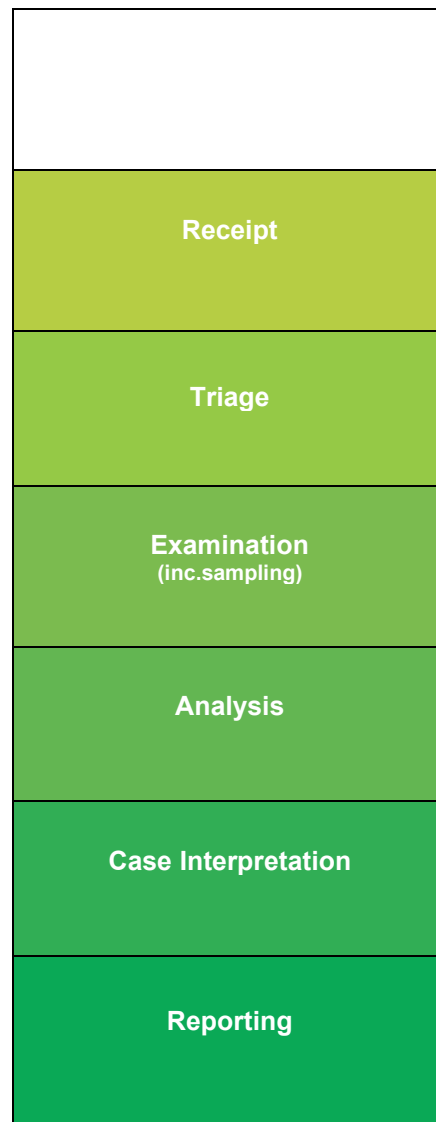 Receipt
Triage
Examination
(inc.sampling)
Analysis
Case Interpretation
Reporting